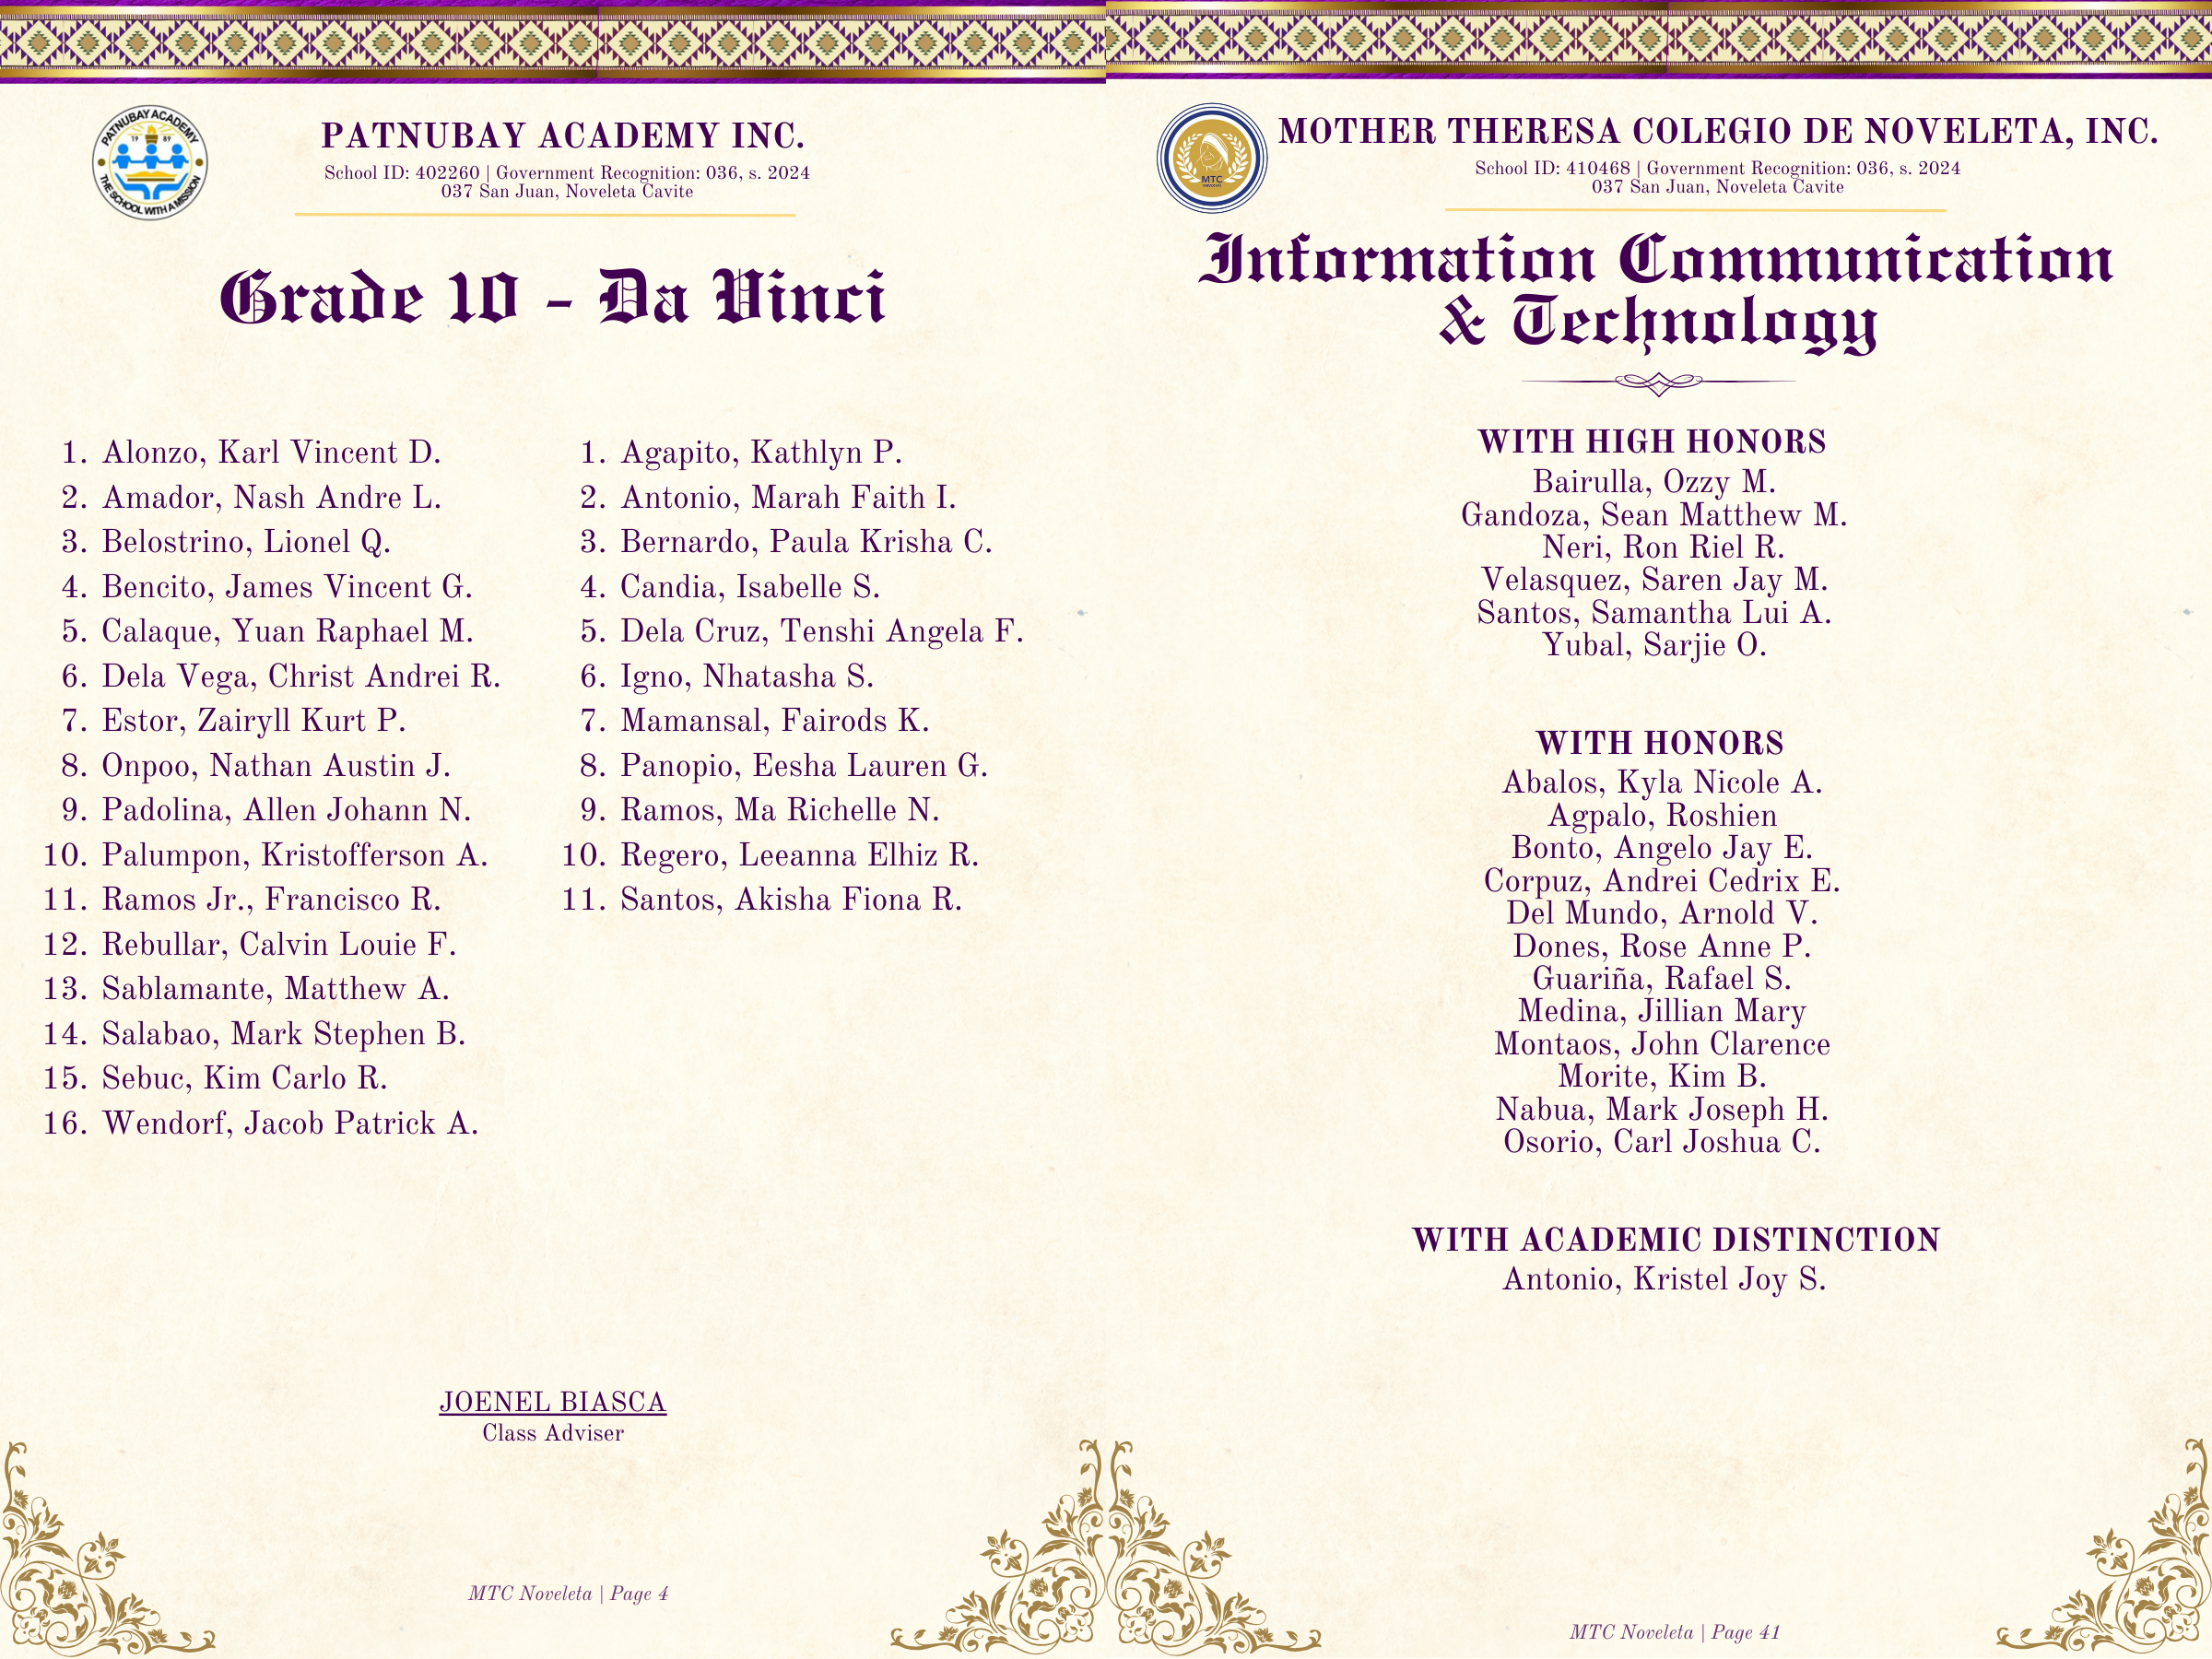 PATNUBAY ACADEMY
19 89
THE SCHOOL WITH A MISSION
PATNUBAY ACADEMY INC.
School ID: 402260 | Government Recognition: 036, s. 2024
037 San Juan, Noveleta Cavite
Grade 10 - Da Vinci
1. Alonzo, Karl Vincent D.
2. Amador, Nash Andre L.
3. Belostrino, Lionel Q.
4. Bencito, James Vincent G.
5. Calaque, Yuan Raphael M.
6. Dela Vega, Christ Andrei R.
7. Estor, Zairyll Kurt P.
8. Onpoo, Nathan Austin J.
9. Padolina, Allen Johann N.
10. Palumpon, Kristofferson A.
11. Ramos Jr., Francisco R.
12. Rebullar, Calvin Louie F.
13. Sablamante, Matthew A.
14. Salabao, Mark Stephen B.
15. Sebuc, Kim Carlo R.
16. Wendorf, Jacob Patrick A.
1. Agapito, Kathlyn P.
2. Antonio, Marah Faith I.
3. Bernardo, Paula Krisha C.
4. Candia, Isabelle S.
5. Dela Cruz, Tenshi Angela F.
6. Igno, Nhatasha S.
7. Mamansal, Fairods K.
8. Panopio, Eesha Lauren G.
9. Ramos, Ma Richelle N.
10. Regero, Leeanna Elhiz R.
11. Santos, Akisha Fiona R.
JOENEL BIASCA
Class Adviser
MTC Noveleta | Page 4
MTC
MOTHER THERESA COLEGIO DE NOVELETA, INC.
School ID: 410468 | Government Recognition: 036, s. 2024
037 San Juan, Noveleta Cavite
Information Communication
& Technology
WITH HIGH HONORS
Bairulla, Ozzy M.
Gandoza, Sean Matthew M.
Neri, Ron Riel R.
Velasquez, Saren Jay M.
Santos, Samantha Lui A.
Yubal, Sarjie O.
WITH HONORS
Abalos, Kyla Nicole A.
Agpalo, Roshien
Bonto, Angelo Jay E.
Corpuz, Andrei Cedrix E.
Del Mundo, Arnold V.
Dones, Rose Anne P.
Guariña, Rafael S.
Medina, Jillian Mary
Montaos, John Clarence
Morite, Kim B.
Nabua, Mark Joseph H.
Osorio, Carl Joshua C.
WITH ACADEMIC DISTINCTION
Antonio, Kristel Joy S.
MTC Noveleta | Page 41